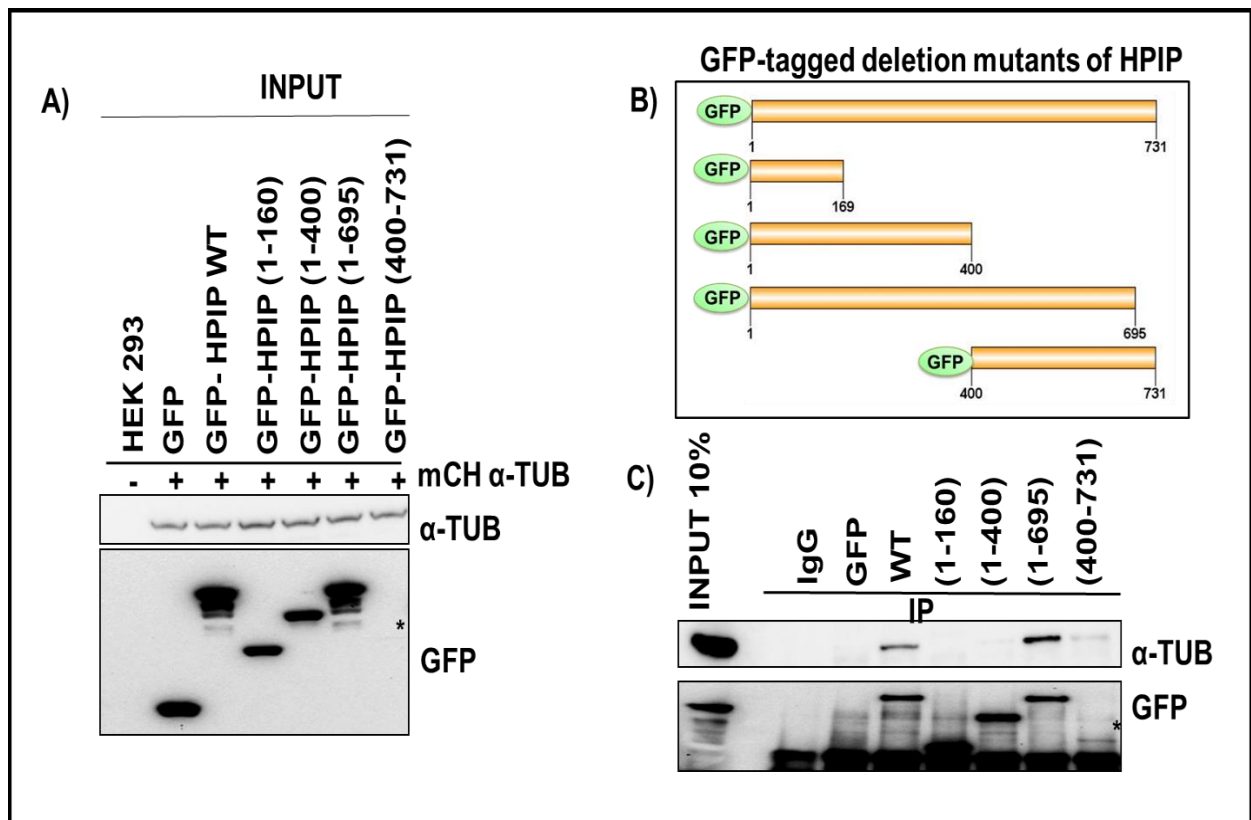 A)
INPUT
HEK 293
GFP
GFP- HPIP WT
GFP-HPIP (1-160)
GFP-HPIP (1-400)
GFP-HPIP (1-695)
GFP-HPIP (400-731)
- + + + + + + mCH α-TUB
α-TUB
*
GFP
B)
GFP-tagged deletion mutants of HPIP
GFP
1 731
GFP
1 169
GFP
1 400
GFP
1 695
GFP
400 731
C)
INPUT 10%
IgG
GFP
WT
(1-160)
(1-400)
(1-695)
(400-731)
IP
α-TUB
GFP
*